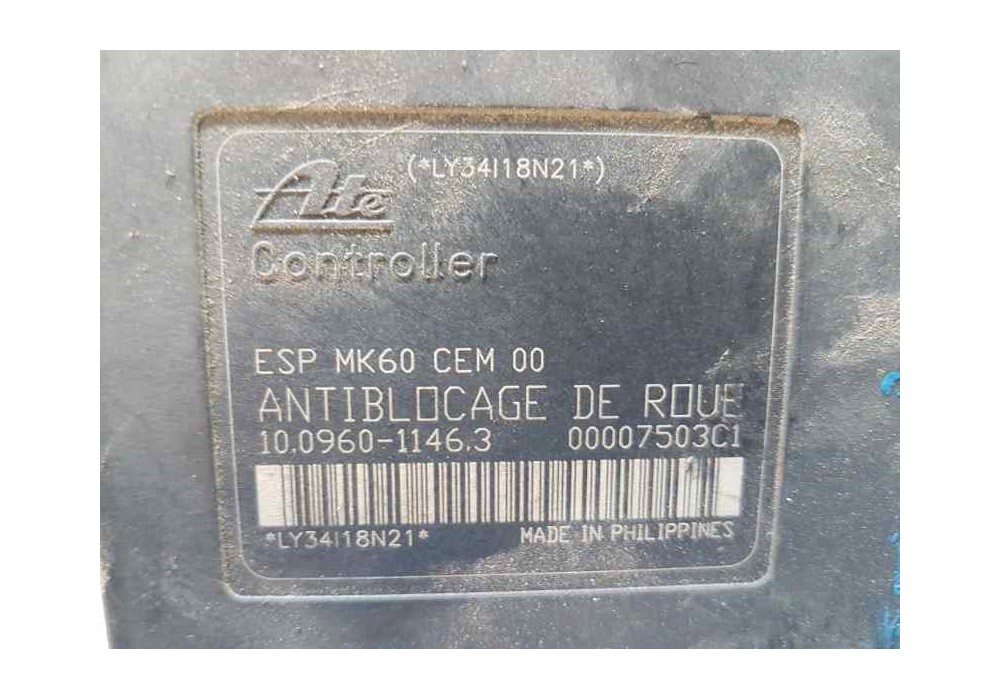 (*LY34I18N21*)
Ate
Controller
ESP MK60 CEM 00
ANTIBLOCAGE DE ROUE
10.0960-1146.3 00007503C1
*LY34I18N21* MADE IN PHILIPPINES